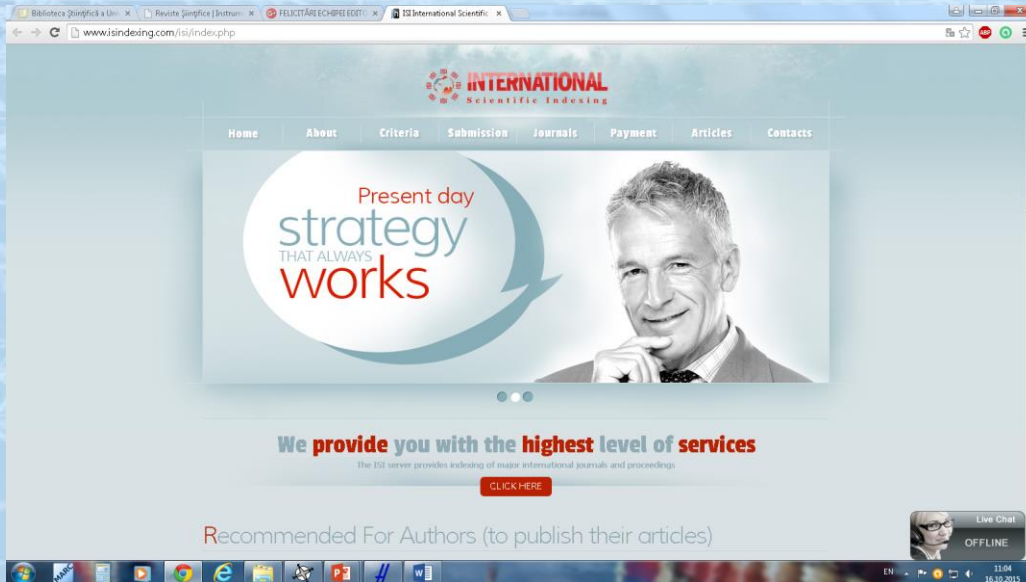 Biblioteca Științifică a Uni
Reviste Științifice | Instrum
FELICITĂRI ECHIPEI EDIT
ISI International Scientific
www.isindexing.com/isi/index.php
ABP
INTERNATIONAL
Scientific Indexing
Home About Criteria Submission Journals Payment Articles Contacts
Present day
strategy
THAT ALWAYS
works
We provide you with the highest level of services
The ISI server provides indexing of major international journals and proceedings
CLICK HERE
Recommended For Authors (to publish their articles)
Live Chat
OFFLINE
EN
11:04
16.10.2015